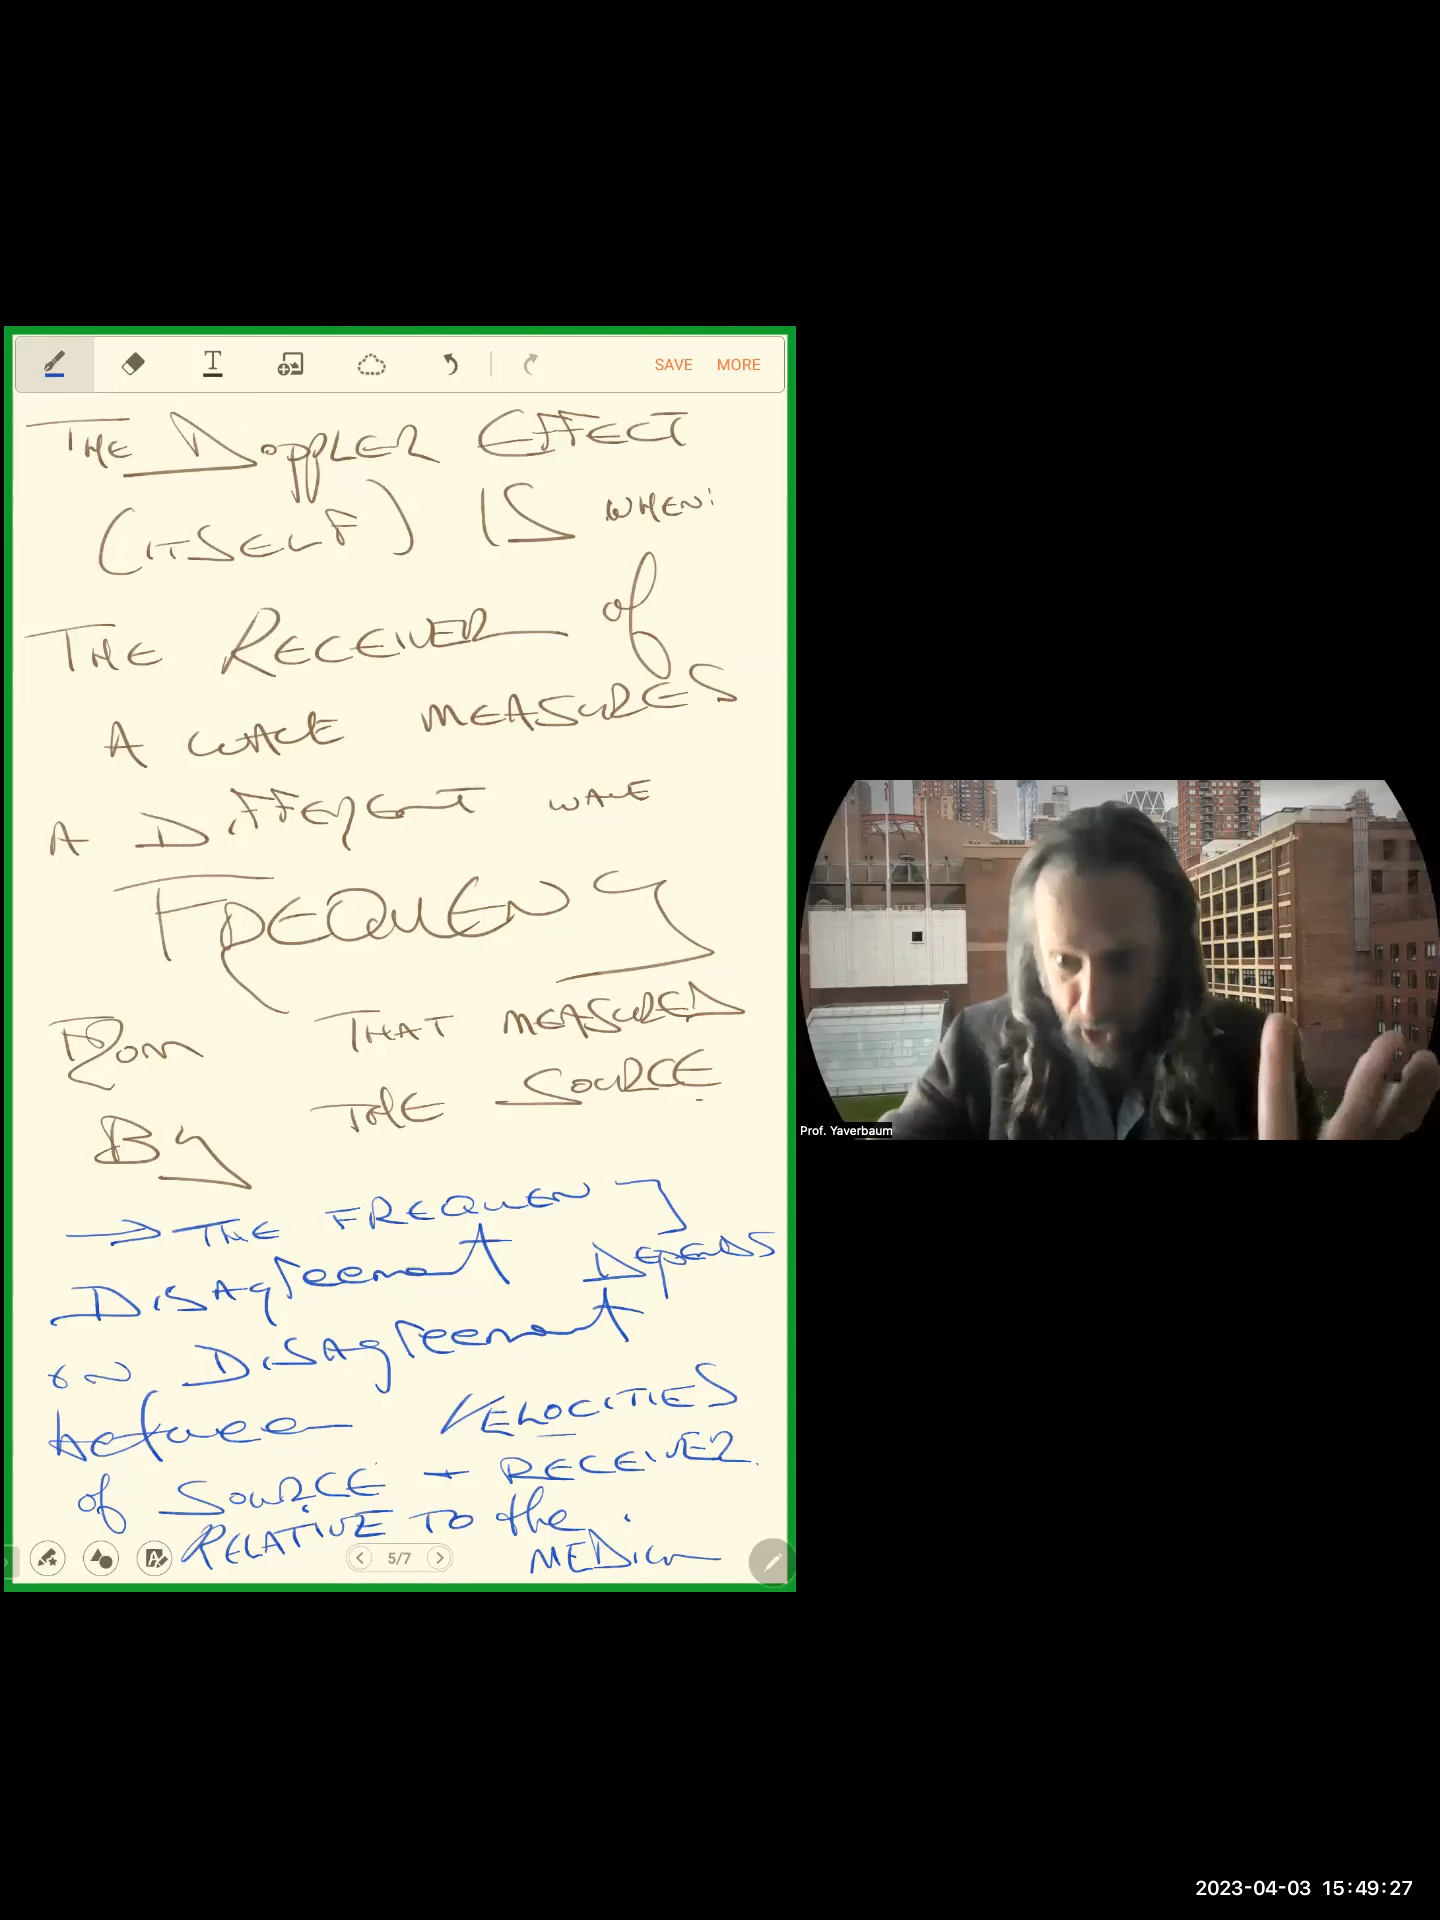 T
SAVE MORE
THE DOPPLER EFFECT
(ITSELF) IS WHEN:
THE RECEIVER of
A WAVE MEASURES
A DIFFERENT WAVE
FREQUENCY
FROM THAT MEASURED
BY THE SOURCE
→ THE FREQUENCY
DISAgreement DEPENDS
ON DISAgreement
between VELOCITIES
of SOURCE + RECEIVER
RELATIVE TO the
MEDIUM
5/7
Prof. Yaverbaum
2023-04-03 15:49:27